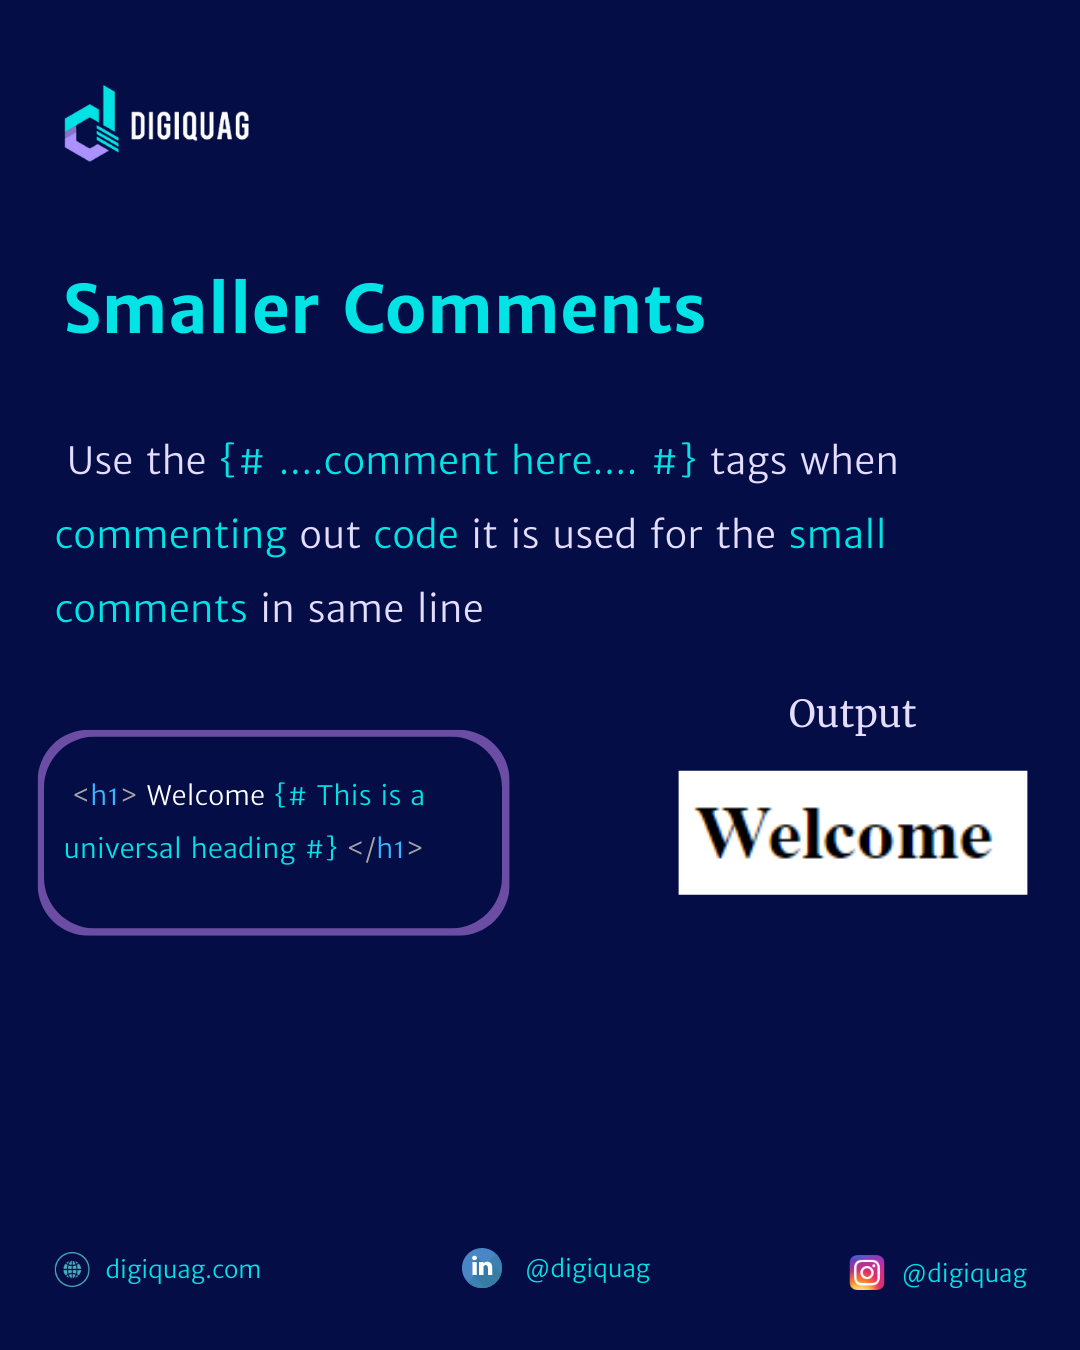 DIGIQUAG
Smaller Comments
Use the {# ....comment here.... #} tags when
commenting out code it is used for the small
comments in same line
Output
<h1> Welcome {# This is a
universal heading #} </h1>
Welcome
digiquag.com
in
@digiquag
@digiquag